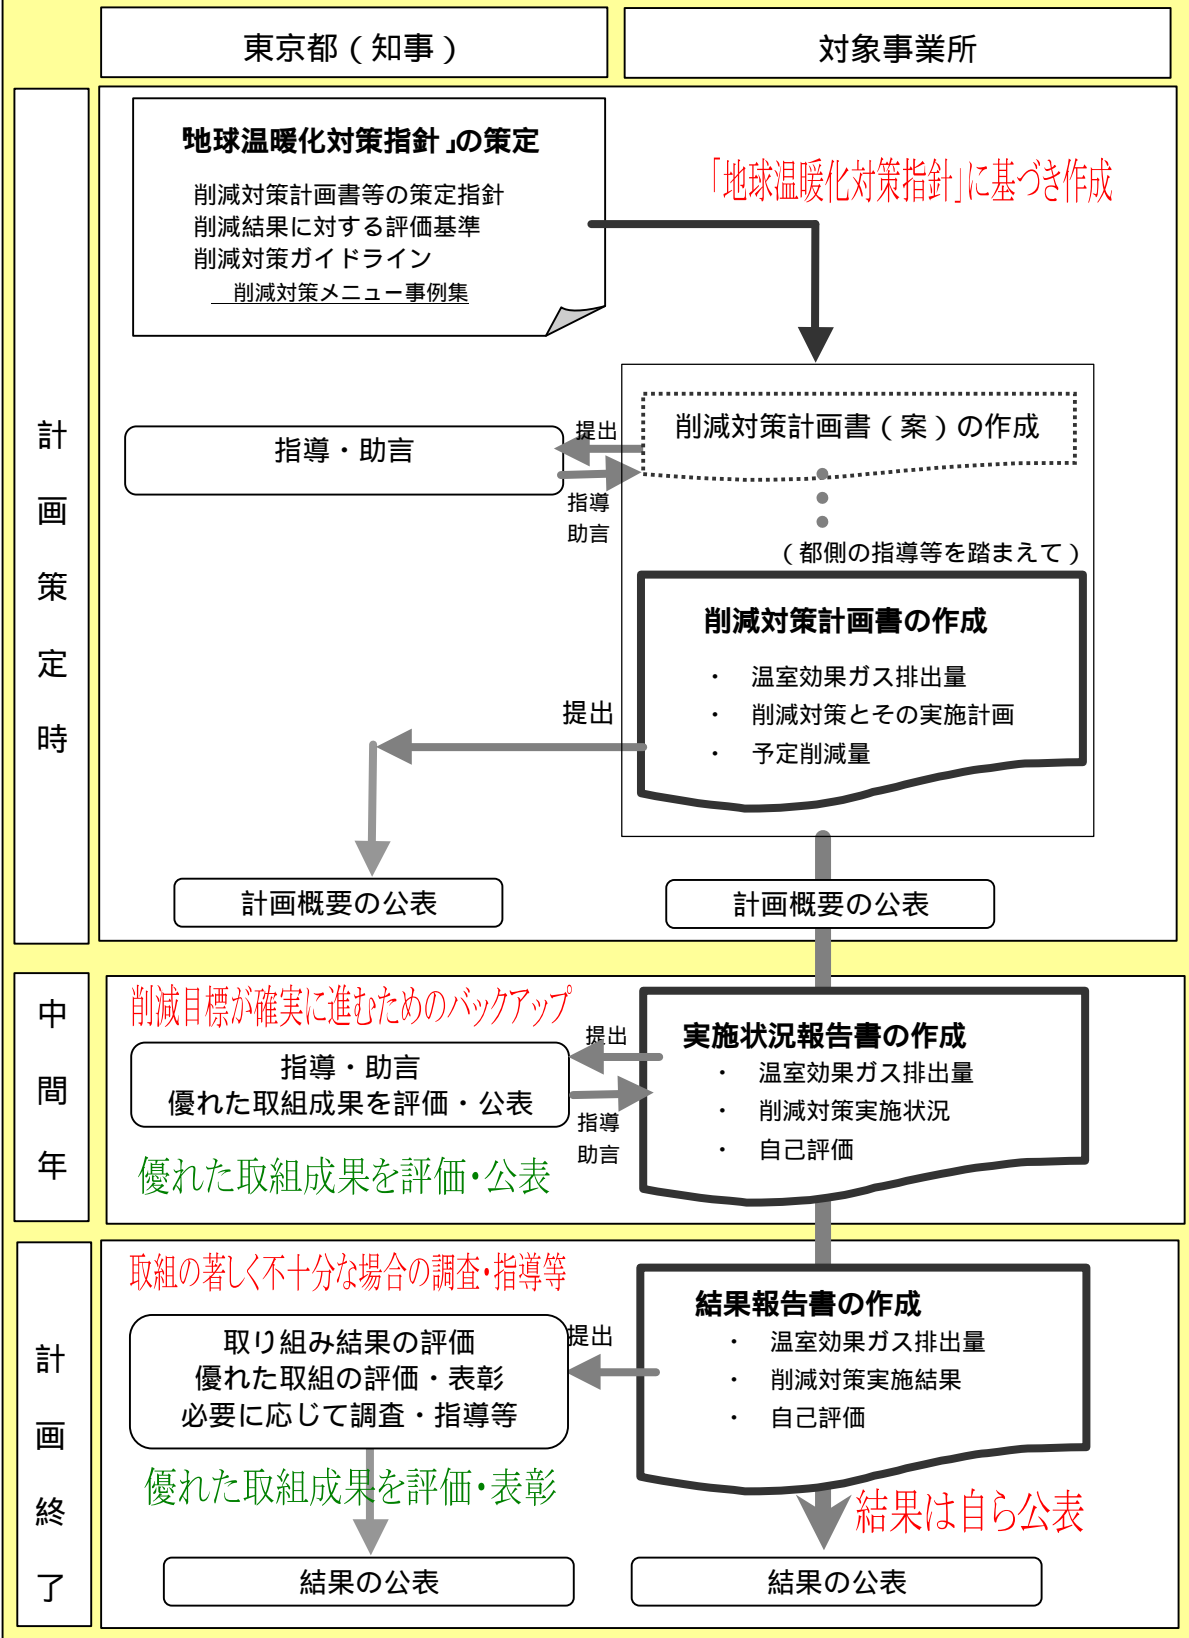 東京都（知事）
対象事業所
計画策定時
「地球温暖化対策指針」の策定
削減対策計画書等の策定指針
削減結果に対する評価基準
削減対策ガイドライン
削減対策メニュー事例集
「地球温暖化対策指針」に基づき作成
削減対策計画書（案）の作成
提出
指導・助言
指導
助言
（都側の指導等を踏まえて）
削減対策計画書の作成
・ 温室効果ガス排出量
・ 削減対策とその実施計画
・ 予定削減量
提出
計画概要の公表
計画概要の公表
中間年
削減目標が確実に進むためのバックアップ
提出
指導・助言
優れた取組成果を評価・公表
指導
助言
優れた取組成果を評価・公表
実施状況報告書の作成
・ 温室効果ガス排出量
・ 削減対策実施状況
・ 自己評価
計画終了
取組の著しく不十分な場合の調査・指導等
提出
取り組み結果の評価
優れた取組の評価・表彰
必要に応じて調査・指導等
優れた取組成果を評価・表彰
結果報告書の作成
・ 温室効果ガス排出量
・ 削減対策実施結果
・ 自己評価
結果は自ら公表
結果の公表
結果の公表